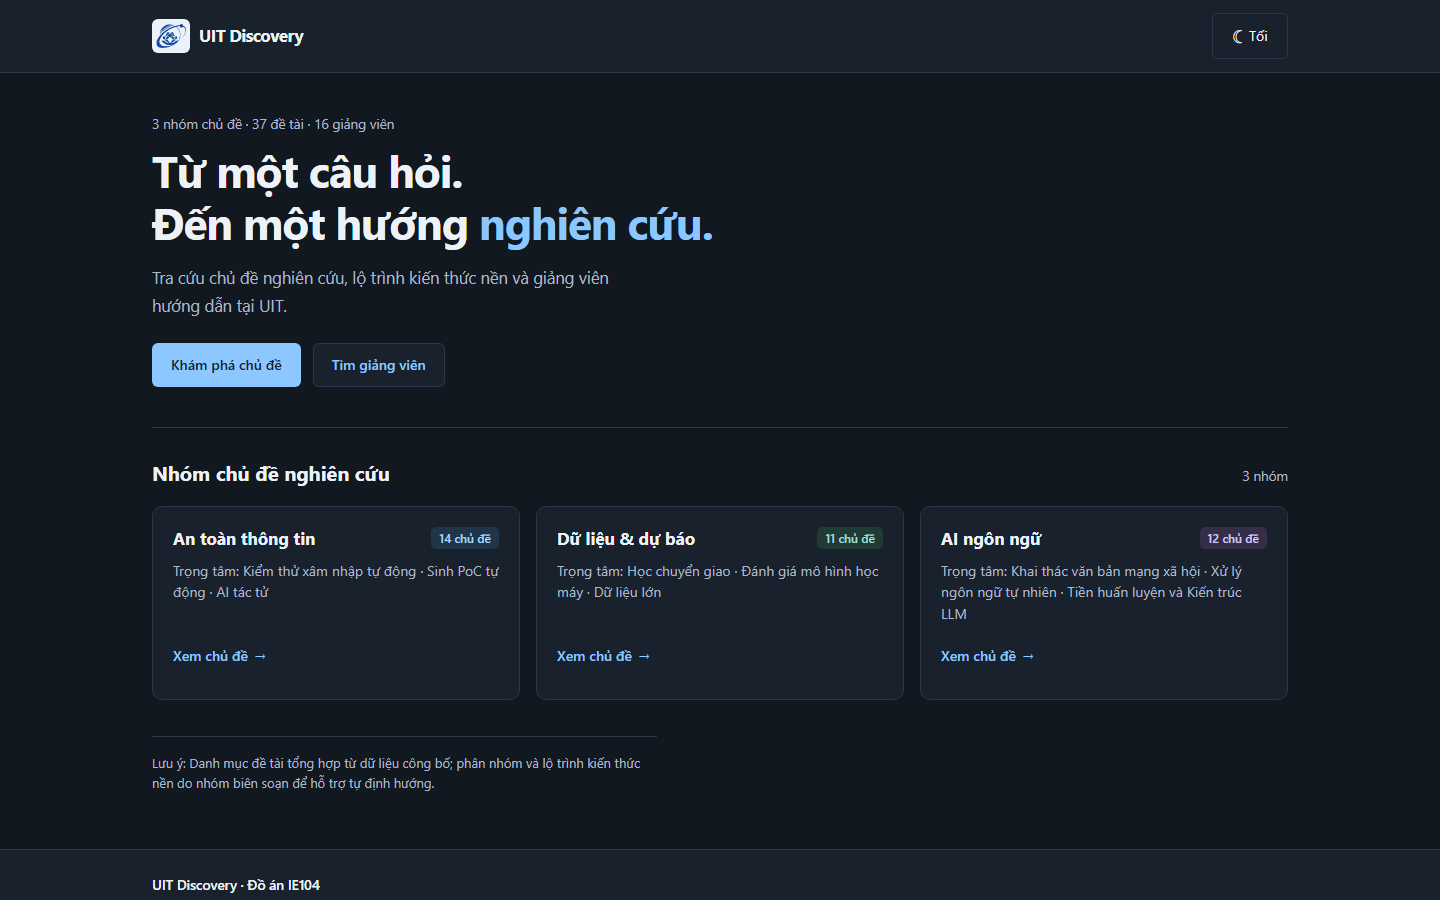 UIT Discovery
Tối
3 nhóm chủ đề · 37 đề tài · 16 giảng viên
Từ một câu hỏi.
Đến một hướng nghiên cứu.
Tra cứu chủ đề nghiên cứu, lộ trình kiến thức nền và giảng viên
hướng dẫn tại UIT.
Khám phá chủ đề
Tìm giảng viên
Nhóm chủ đề nghiên cứu
3 nhóm
An toàn thông tin
14 chủ đề
Trọng tâm: Kiểm thử xâm nhập tự động · Sinh PoC tự
động · AI tác tử
Xem chủ đề →
Dữ liệu & dự báo
11 chủ đề
Trọng tâm: Học chuyển giao · Đánh giá mô hình học
máy · Dữ liệu lớn
Xem chủ đề →
AI ngôn ngữ
12 chủ đề
Trọng tâm: Khai thác văn bản mạng xã hội · Xử lý
ngôn ngữ tự nhiên · Tiền huấn luyện và Kiến trúc
LLM
Xem chủ đề →
Lưu ý: Danh mục đề tài tổng hợp từ dữ liệu công bố; phân nhóm và lộ trình kiến thức
nền do nhóm biên soạn để hỗ trợ tự định hướng.
UIT Discovery · Đồ án IE104